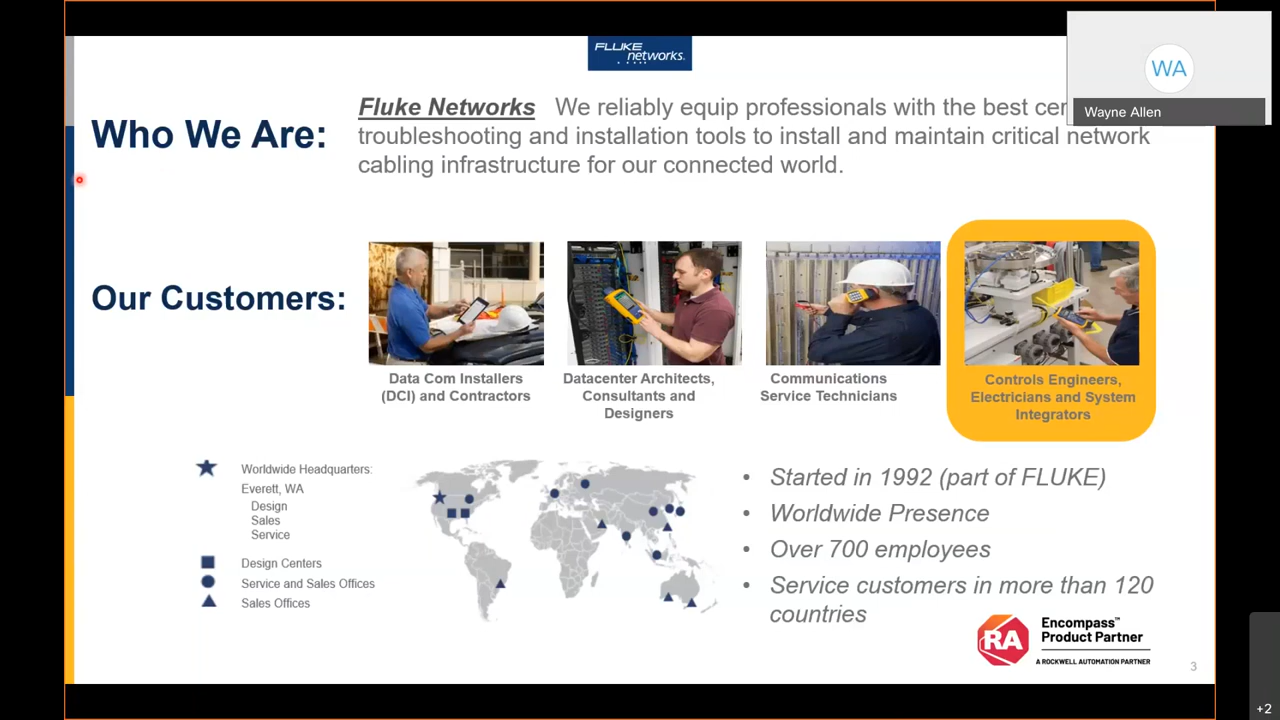 FLUKE
networks.
WA
Wayne Allen
Who We Are:
Fluke Networks We reliably equip professionals with the best
troubleshooting and installation tools to install and maintain critical network
cabling infrastructure for our connected world.
Our Customers:
Data Com Installers
(DCI) and Contractors
Datacenter Architects,
Consultants and
Designers
Communications
Service Technicians
Controls Engineers,
Electricians and System
Integrators
Worldwide Headquarters:
Everett, WA
Design
Sales
Service
Design Centers
Service and Sales Offices
Sales Offices
• Started in 1992 (part of FLUKE)
• Worldwide Presence
• Over 700 employees
• Service customers in more than 120
countries
RA
Encompass™
Product Partner
A ROCKWELL AUTOMATION PARTNER
3
+2